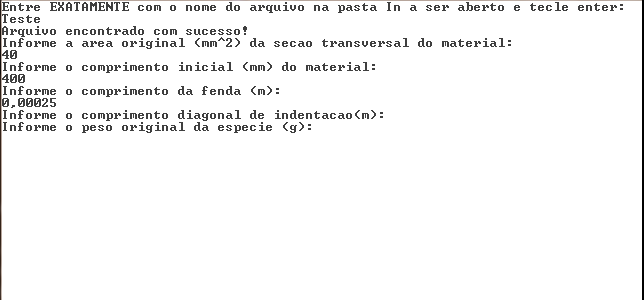 Entre EXATAMENTE com o nome do arquivo na pasta In a ser aberto e tecle enter:
Teste
Arquivo encontrado com sucesso!
Informe a area original (mm^2) da secao transversal do material:
40
Informe o comprimento inicial (mm) do material:
400
Informe o comprimento da fenda (m):
0,00025
Informe o comprimento diagonal de indentacao(m):
Informe o peso original da especie (g):